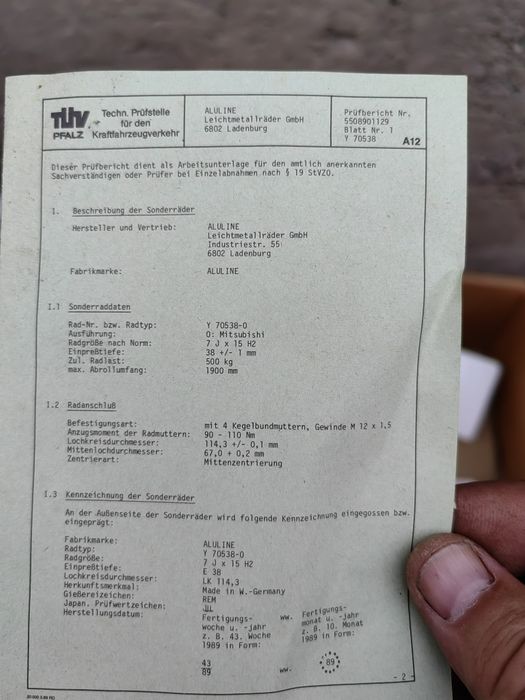 TÜV
PFALZ
Techn. Prüfstelle
für den
Kraftfahrzeugverkehr
ALULINE
Leichtmetallräder GmbH
6802 Ladenburg
Prüfbericht Nr.
5508901129
Blatt Nr. 1
Y 70538
A12
Dieser Prüfbericht dient als Arbeitsunterlage für den amtlich anerkannten
Sachverständigen oder Prüfer bei Einzelabnahmen nach § 19 StVZO.
1. Beschreibung der Sonderräder
Hersteller und Vertrieb: ALULINE
Leichtmetallräder GmbH
Industriestr. 55
6802 Ladenburg
Fabrikmarke: ALULINE
1.1 Sonderraddaten
Rad-Nr. bzw. Radtyp: Y 70538-O
Ausführung: O: Mitsubishi
Radgröße nach Norm: 7 J x 15 H2
Einpreßtiefe: 38 +/- 1 mm
Zul. Radlast: 500 kg
max. Abrollumfang: 1900 mm
1.2 Radanschluß
Befestigungsart: mit 4 Kegelbundmuttern, Gewinde M 12 x 1,5
Anzugsmoment der Radmuttern: 90 - 110 Nm
Lochkreisdurchmesser: 114,3 +/- 0,1 mm
Mittenlochdurchmesser: 67,0 + 0,2 mm
Zentrierart: Mittenzentrierung
1.3 Kennzeichnung der Sonderräder
An der Außenseite der Sonderräder wird folgende Kennzeichnung eingegossen bzw.
eingeprägt:
Fabrikmarke: ALULINE
Radtyp: Y 70538-O
Radgröße: 7 J x 15 H2
Einpreßtiefe: E 38
Lochkreisdurchmesser: LK 114,3
Herkunftsmerkmal: Made in W.-Germany
Gießereizeichen: REM
Japan. Prüfwertzeichen: JWL
Herstellungsdatum: Fertigungs- ww. Fertigungs-
woche u. -jahr monat u. -jahr
z. B. 43. Woche z. B. 10. Monat
1989 in Form: 1989 in Form:
43
89 ww. 89
- 2 -